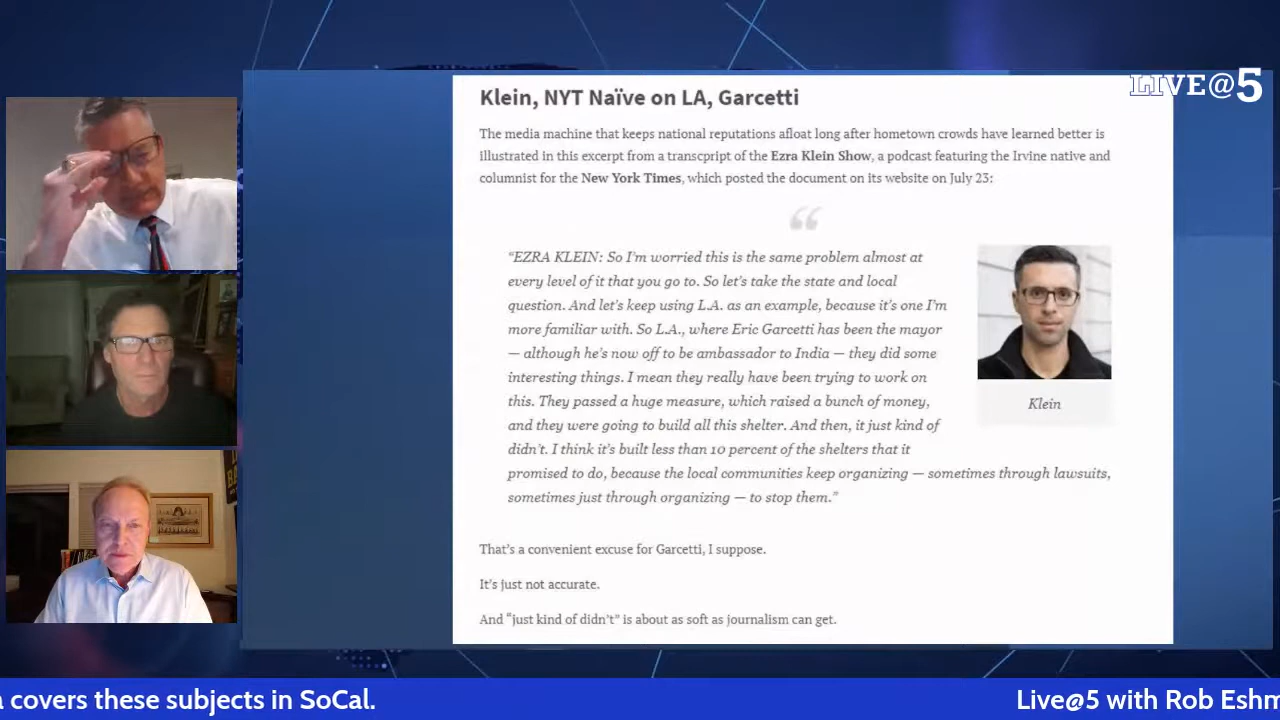 LIVE@5
Klein, NYT Naïve on LA, Garcetti
The media machine that keeps national reputations afloat long after hometown crowds have learned better is
illustrated in this excerpt from a transcpript of the Ezra Klein Show, a podcast featuring the Irvine native and
columnist for the New York Times, which posted the document on its website on July 23:
“
“EZRA KLEIN: So I’m worried this is the same problem almost at
every level of it that you go to. So let’s take the state and local
question. And let’s keep using L.A. as an example, because it’s one I’m
more familiar with. So L.A., where Eric Garcetti has been the mayor
— although he’s now off to be ambassador to India — they did some
interesting things. I mean they really have been trying to work on
this. They passed a huge measure, which raised a bunch of money,
and they were going to build all this shelter. And then, it just kind of
didn’t. I think it’s built less than 10 percent of the shelters that it
promised to do, because the local communities keep organizing — sometimes through lawsuits,
sometimes just through organizing — to stop them.”
Klein
That’s a convenient excuse for Garcetti, I suppose.
It’s just not accurate.
And “just kind of didn’t” is about as soft as journalism can get.
a covers these subjects in SoCal.
Live@5 with Rob Eshm